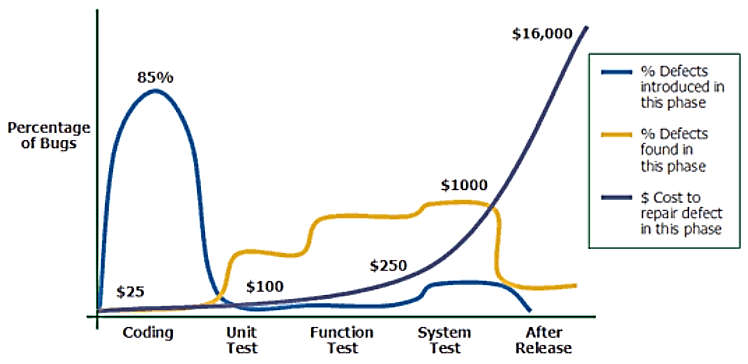 $16,000
85%
% Defects
introduced in
this phase
Percentage
of Bugs
% Defects
found in
this phase
$1000
$ Cost to
repair defect
in this phase
$250
$25
$100
Coding
Unit
Test
Function
Test
System
Test
After
Release